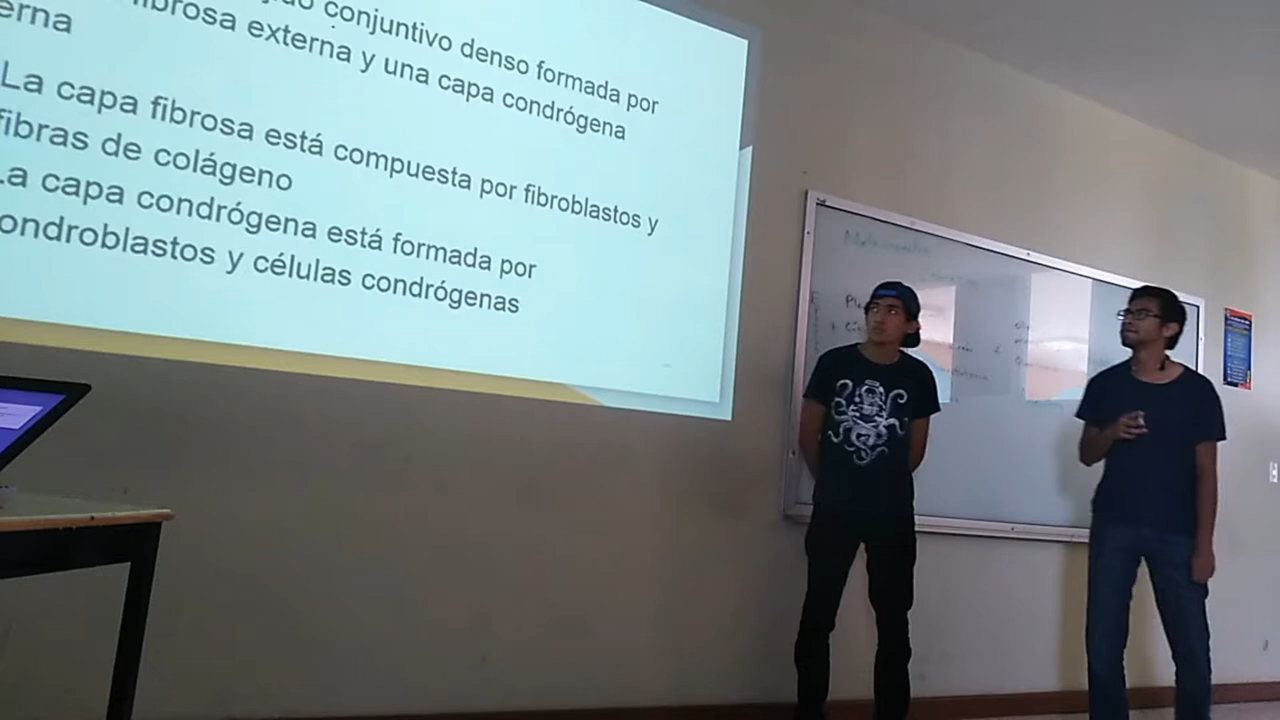 conjuntivo denso formada por
fibrosa externa y una capa condrógena
erna
La capa fibrosa está compuesta por fibroblastos y
fibras de colágeno
La capa condrógena está formada por
ondroblastos y células condrógenas